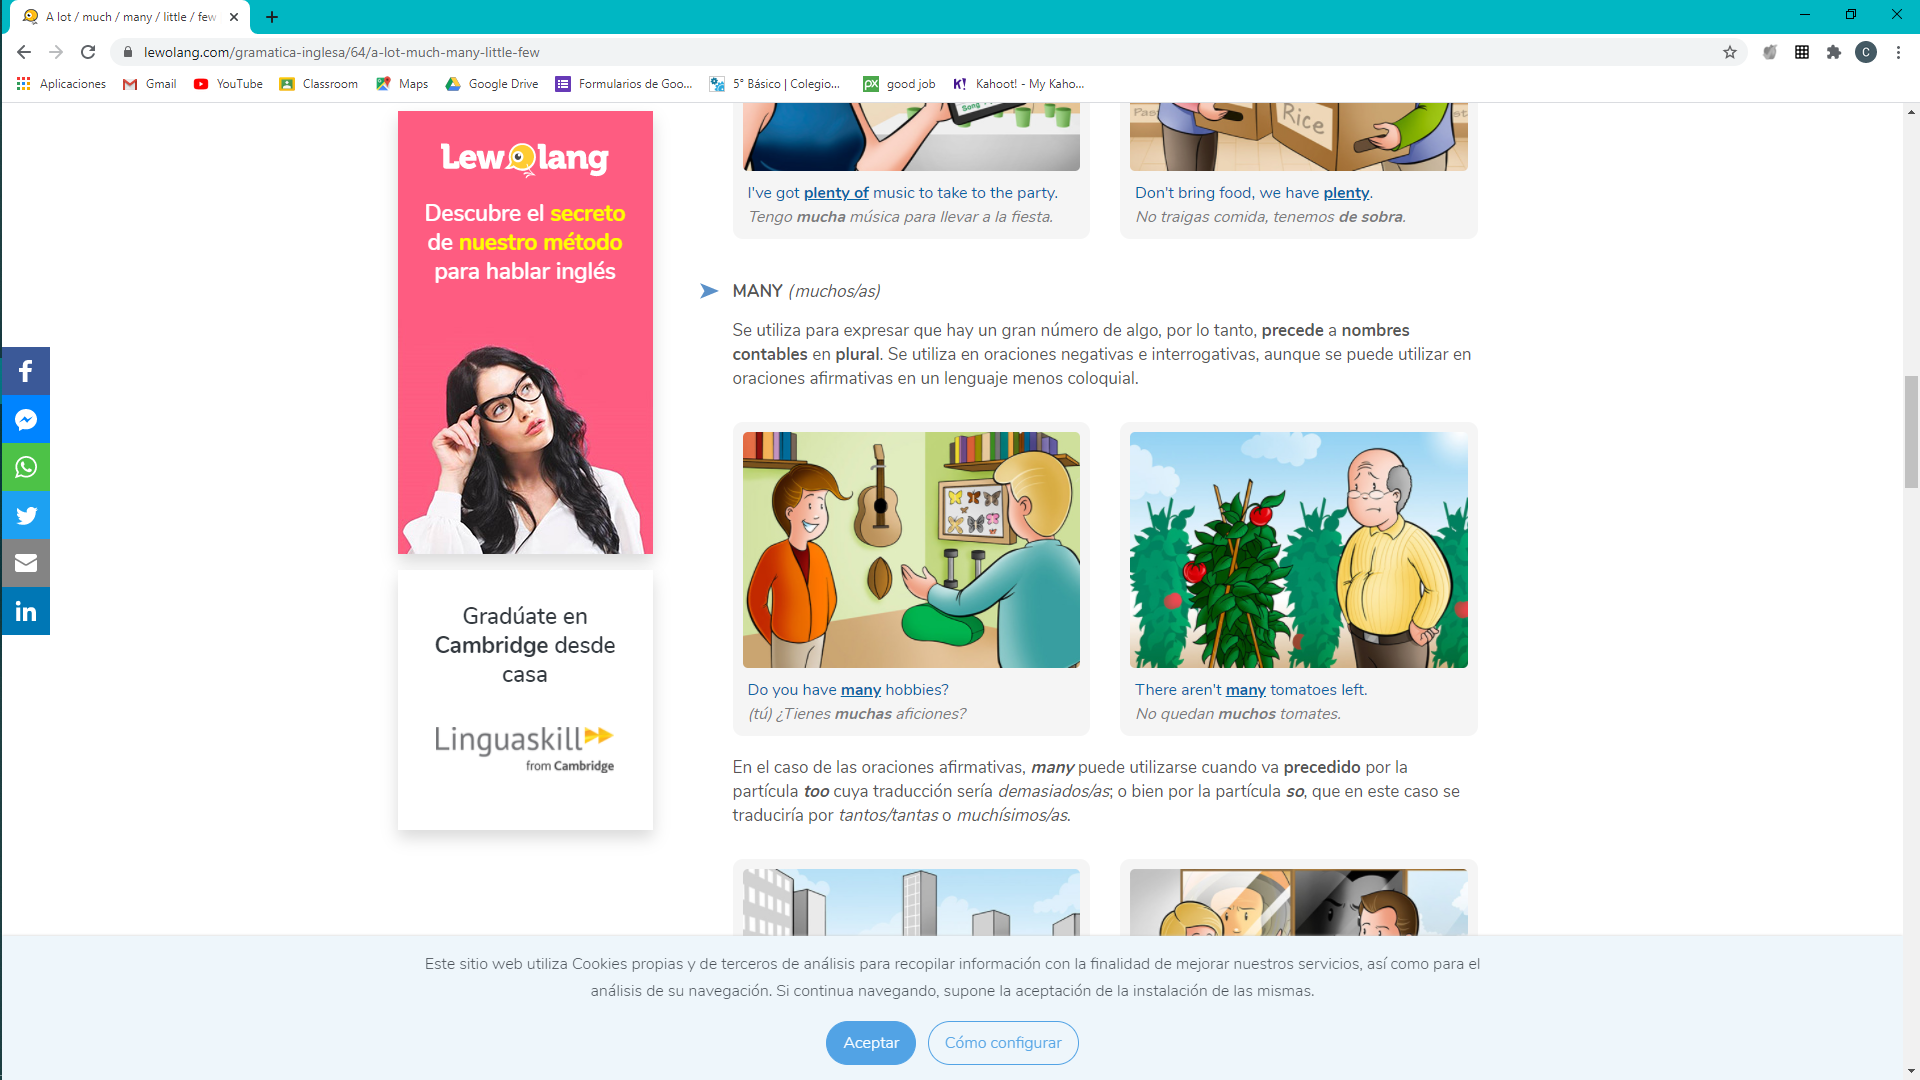 A lot / much / many / little / few
lewolang.com/gramatica-inglesa/64/a-lot-much-many-little-few
C
Aplicaciones
Gmail
YouTube
Classroom
Maps
Google Drive
Formularios de Goo...
5° Básico | Colegio...
good job
Kahoot! - My Kaho...
Lewolang
Descubre el secreto
de nuestro método
para hablar inglés
Gradúate en
Cambridge desde
casa
Linguaskill
from Cambridge
Song
Rice
I've got plenty of music to take to the party.
Tengo mucha música para llevar a la fiesta.
Don't bring food, we have plenty.
No traigas comida, tenemos de sobra.
MANY (muchos/as)
Se utiliza para expresar que hay un gran número de algo, por lo tanto, precede a nombres
contables en plural. Se utiliza en oraciones negativas e interrogativas, aunque se puede utilizar en
oraciones afirmativas en un lenguaje menos coloquial.
Do you have many hobbies?
(tú) ¿Tienes muchas aficiones?
There aren't many tomatoes left.
No quedan muchos tomates.
En el caso de las oraciones afirmativas, many puede utilizarse cuando va precedido por la
partícula too cuya traducción sería demasiados/as; o bien por la partícula so, que en este caso se
traduciría por tantos/tantas o muchísimos/as.
Este sitio web utiliza Cookies propias y de terceros de análisis para recopilar información con la finalidad de mejorar nuestros servicios, así como para el
análisis de su navegación. Si continua navegando, supone la aceptación de la instalación de las mismas.
Aceptar
Cómo configurar